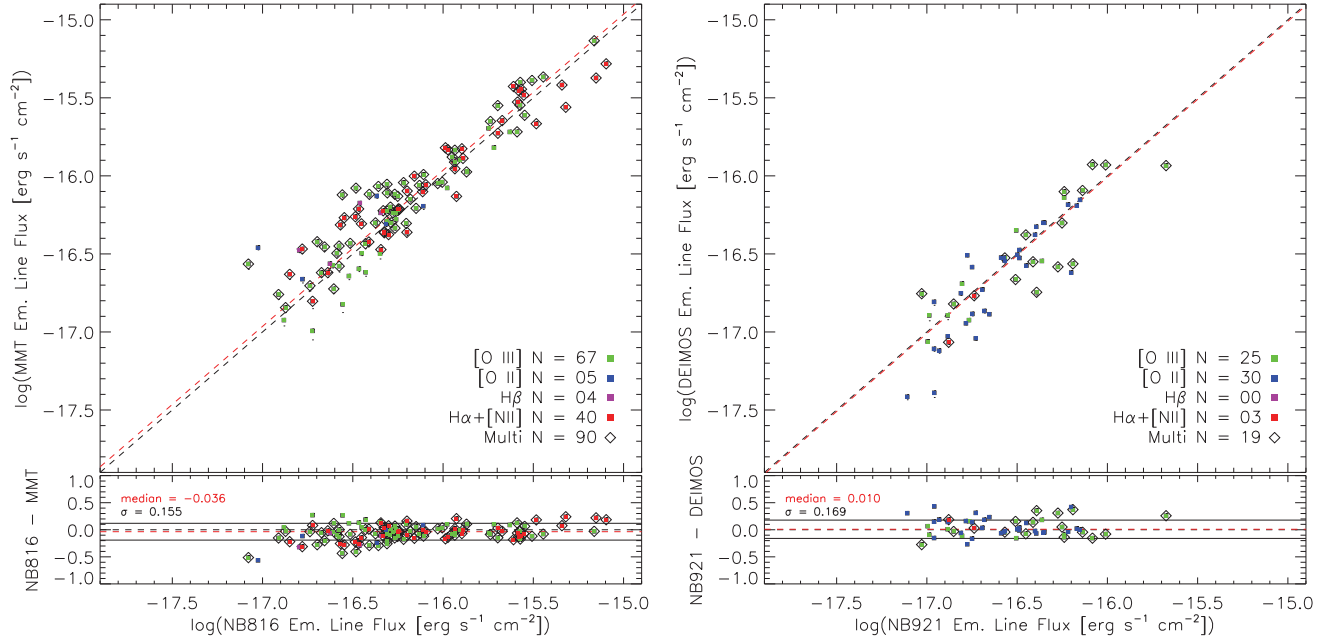 −15.0
−15.5
−16.0
−16.5
−17.0
−17.5
log(MMT Em. Line Flux [erg s⁻¹ cm⁻²])
[O III] N = 67
[O II] N = 05
Hβ N = 04
Hα+[NII] N = 40
Multi N = 90
1.0
0.5
0.0
−0.5
−1.0
NB816 − MMT
median = −0.036
σ = 0.155
−17.5 −17.0 −16.5 −16.0 −15.5 −15.0
log(NB816 Em. Line Flux [erg s⁻¹ cm⁻²])
−15.0
−15.5
−16.0
−16.5
−17.0
−17.5
log(DEIMOS Em. Line Flux [erg s⁻¹ cm⁻²])
[O III] N = 25
[O II] N = 30
Hβ N = 00
Hα+[NII] N = 03
Multi N = 19
1.0
0.5
0.0
−0.5
−1.0
NB921 − DEIMOS
median = 0.010
σ = 0.169
−17.5 −17.0 −16.5 −16.0 −15.5 −15.0
log(NB921 Em. Line Flux [erg s⁻¹ cm⁻²])